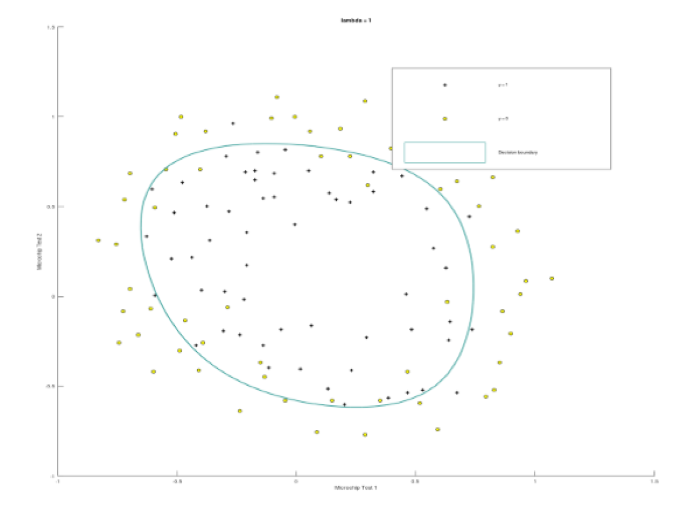 lambda = 1
1.5
y = 1
1
y = 0
Decision boundary
0.5
Microchip Test 2
0
-0.5
-1
-1
-0.5
0
0.5
1
1.5
Microchip Test 1